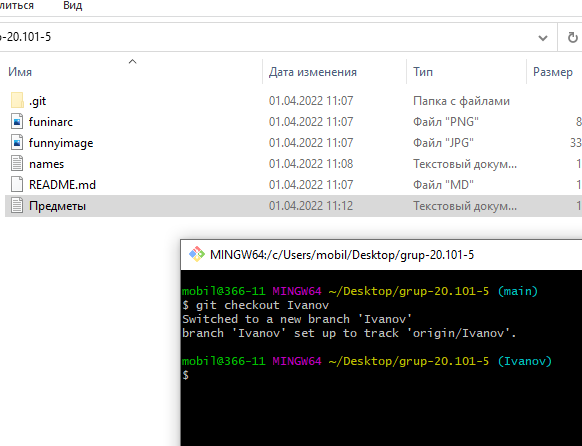 литься Вид
p-20.101-5
Имя Дата изменения Тип Размер
.git 01.04.2022 11:07 Папка с файлами
funinarc 01.04.2022 11:07 Файл "PNG" 8
funnyimage 01.04.2022 11:07 Файл "JPG" 33
names 01.04.2022 11:08 Текстовый докум... 1
README.md 01.04.2022 11:07 Файл "MD" 1
Предметы 01.04.2022 11:12 Текстовый докум... 1
MINGW64:/c/Users/mobil/Desktop/grup-20.101-5
mobil@366-11 MINGW64 ~/Desktop/grup-20.101-5 (main)
$ git checkout Ivanov
Switched to a new branch 'Ivanov'
branch 'Ivanov' set up to track 'origin/Ivanov'.
mobil@366-11 MINGW64 ~/Desktop/grup-20.101-5 (Ivanov)
$